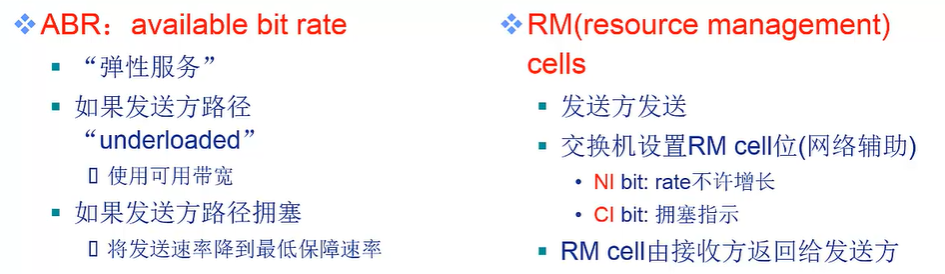 ABR：available bit rate
“弹性服务”
如果发送方路径
“underloaded“
使用可用带宽
如果发送方路径拥塞
将发送速率降到最低保障速率
RM(resource management)
cells
发送方发送
交换机设置RM cell位(网络辅助)
NI bit: rate不许增长
CI bit: 拥塞指示
RM cell由接收方返回给发送方